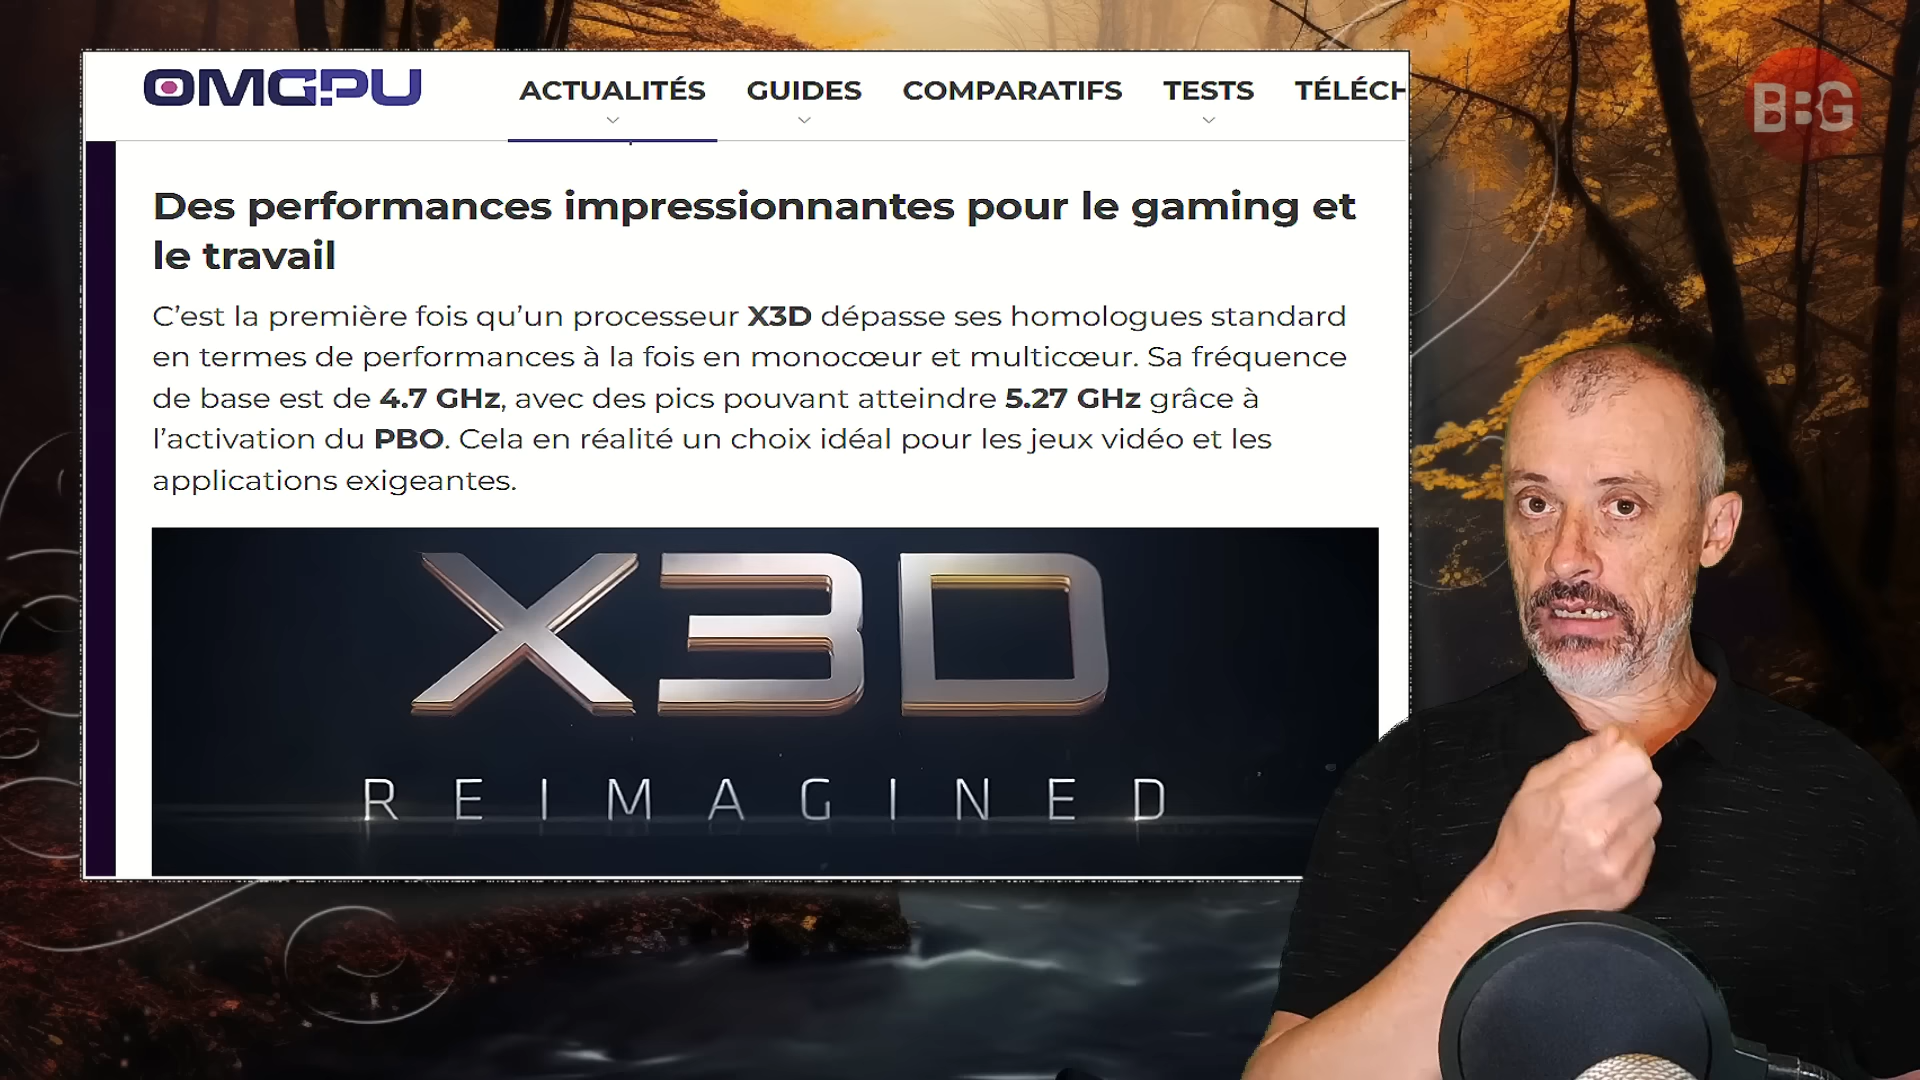 OMGPU
ACTUALITÉS GUIDES COMPARATIFS TESTS TÉLÉCH
BBG
Des performances impressionnantes pour le gaming et
le travail
C’est la première fois qu’un processeur X3D dépasse ses homologues standard
en termes de performances à la fois en monocœur et multicœur. Sa fréquence
de base est de 4.7 GHz, avec des pics pouvant atteindre 5.27 GHz grâce à
l’activation du PBO. Cela en réalité un choix idéal pour les jeux vidéo et les
applications exigeantes.
X3D
REIMAGINED